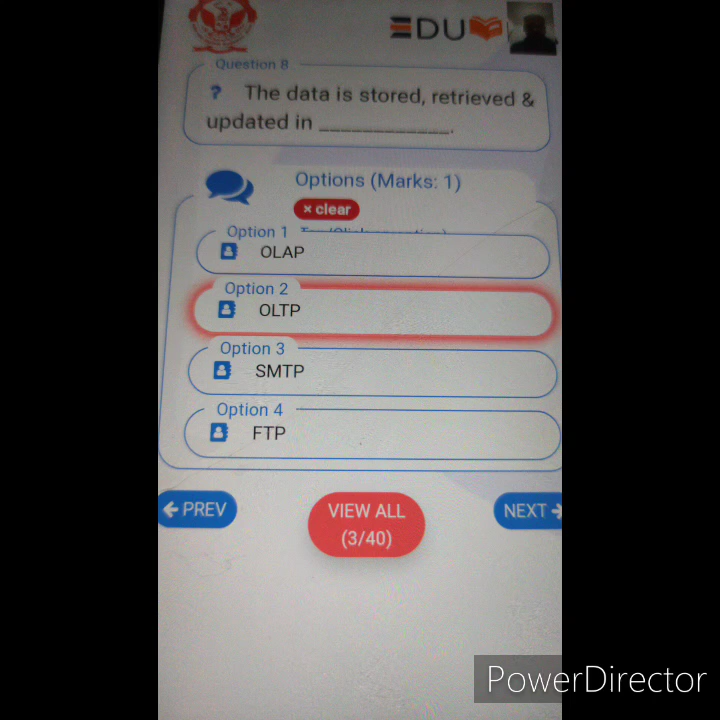 EDU
Question 8
? The data is stored, retrieved &
updated in ____________.
Options (Marks: 1)
× clear
Option 1
OLAP
Option 2
OLTP
Option 3
SMTP
Option 4
FTP
PREV
VIEW ALL
(3/40)
NEXT
PowerDirector